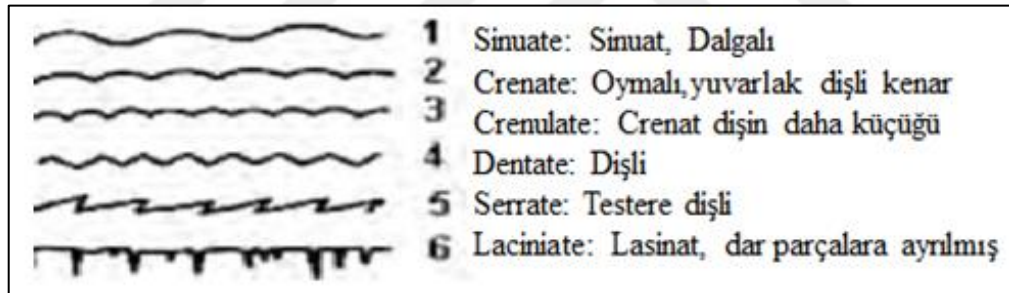 1 Sinuate: Sinuat, Dalgalı
2 Crenate: Oymalı,yuvarlak dişli kenar
3 Crenulate: Crenat dişin daha küçüğü
4 Dentate: Dişli
5 Serrate: Testere dişli
6 Laciniate: Lasinat, dar parçalara ayrılmış